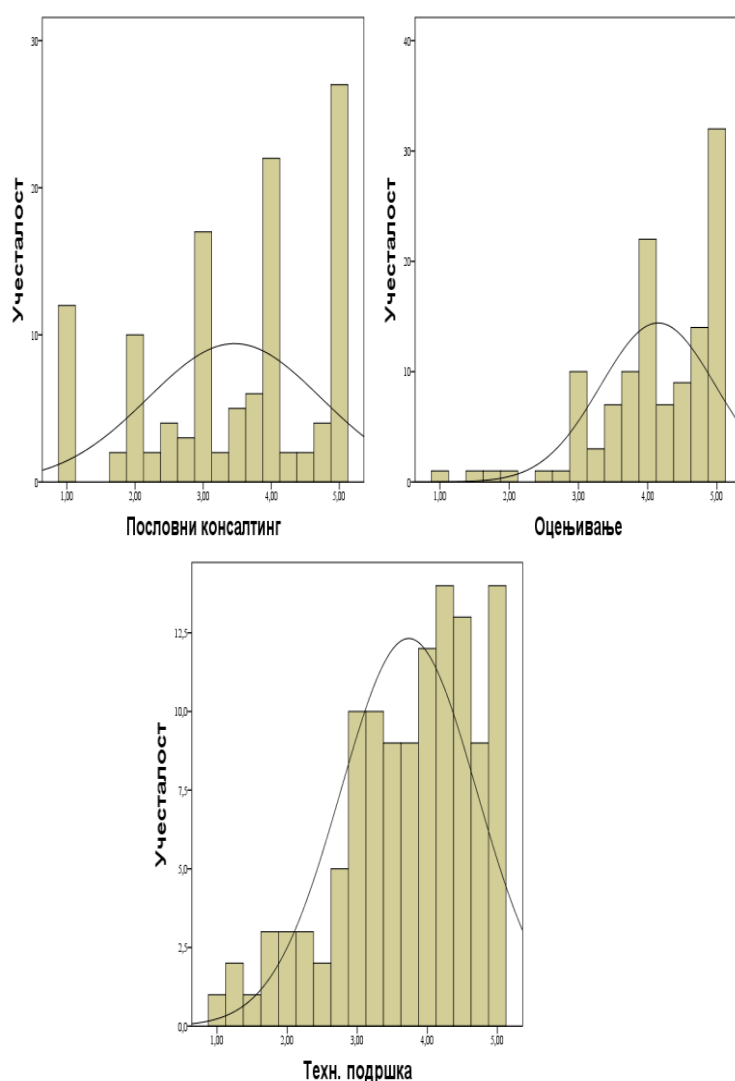 30
20
10
0
Учесталост
1,00 2,00 3,00 4,00 5,00
Пословни консалтинг
40
30
20
10
0
Учесталост
1,00 2,00 3,00 4,00 5,00
Оцењивање
12,5
10,0
7,5
5,0
2,5
0,0
Учесталост
1,00 2,00 3,00 4,00 5,00
Техн. подршка